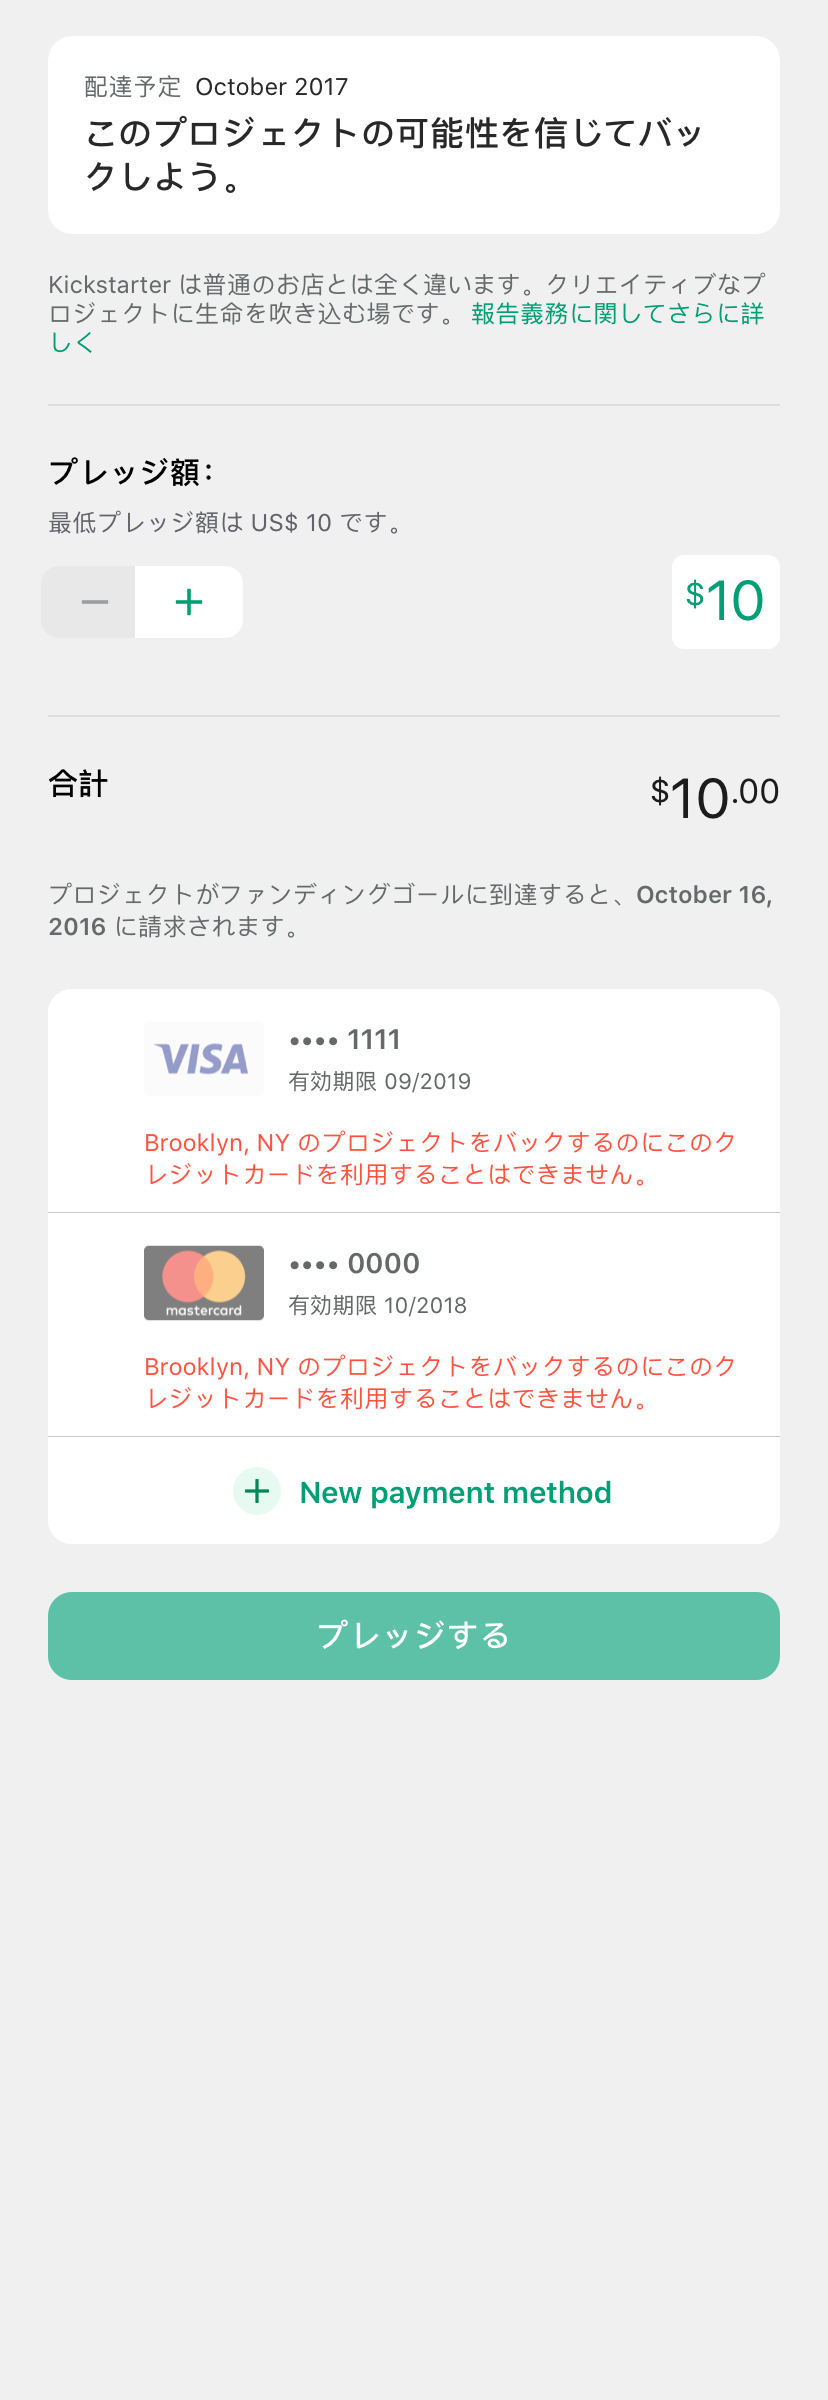 配達予定 October 2017
このプロジェクトの可能性を信じてバッ
クしよう。
Kickstarter は普通のお店とは全く違います。クリエイティブなプ
ロジェクトに生命を吹き込む場です。 報告義務に関してさらに詳
しく
プレッジ額:
最低プレッジ額は US$ 10 です。
$10
合計
$10.00
プロジェクトがファンディングゴールに到達すると、October 16,
2016 に請求されます。
VISA
•••• 1111
有効期限 09/2019
Brooklyn, NY のプロジェクトをバックするのにこのク
レジットカードを利用することはできません。
mastercard
•••• 0000
有効期限 10/2018
Brooklyn, NY のプロジェクトをバックするのにこのク
レジットカードを利用することはできません。
New payment method
プレッジする